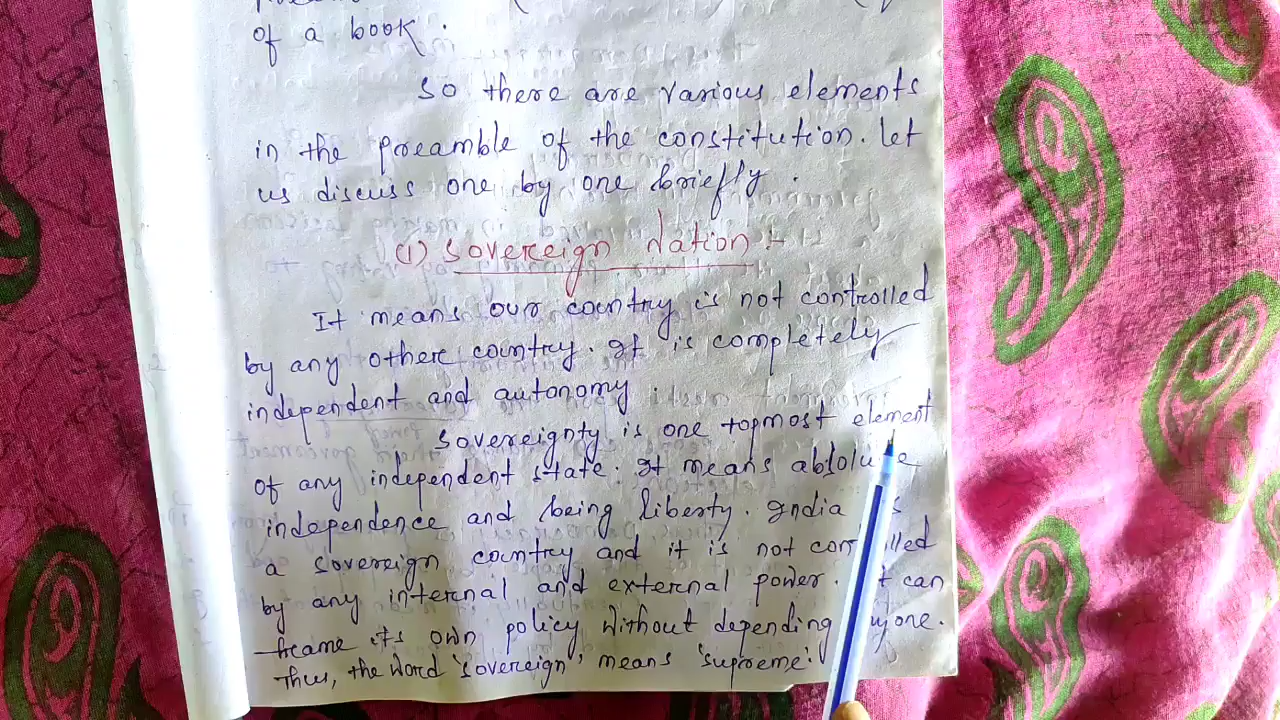 of a book.
So there are various elements
in the preamble of the constitution. Let
us discuss one by one briefly.
(1) Sovereign Nation :-
It means our country is not controlled
by any other country. It is completely
independent and autonomy.
Sovereignty is one topmost element
of any independent state. It means
independence and being liberty. India
a sovereign country and it is not
by any internal and external power. can
frame its own policy without depending
Thus, the word 'sovereign' means 'supreme'.